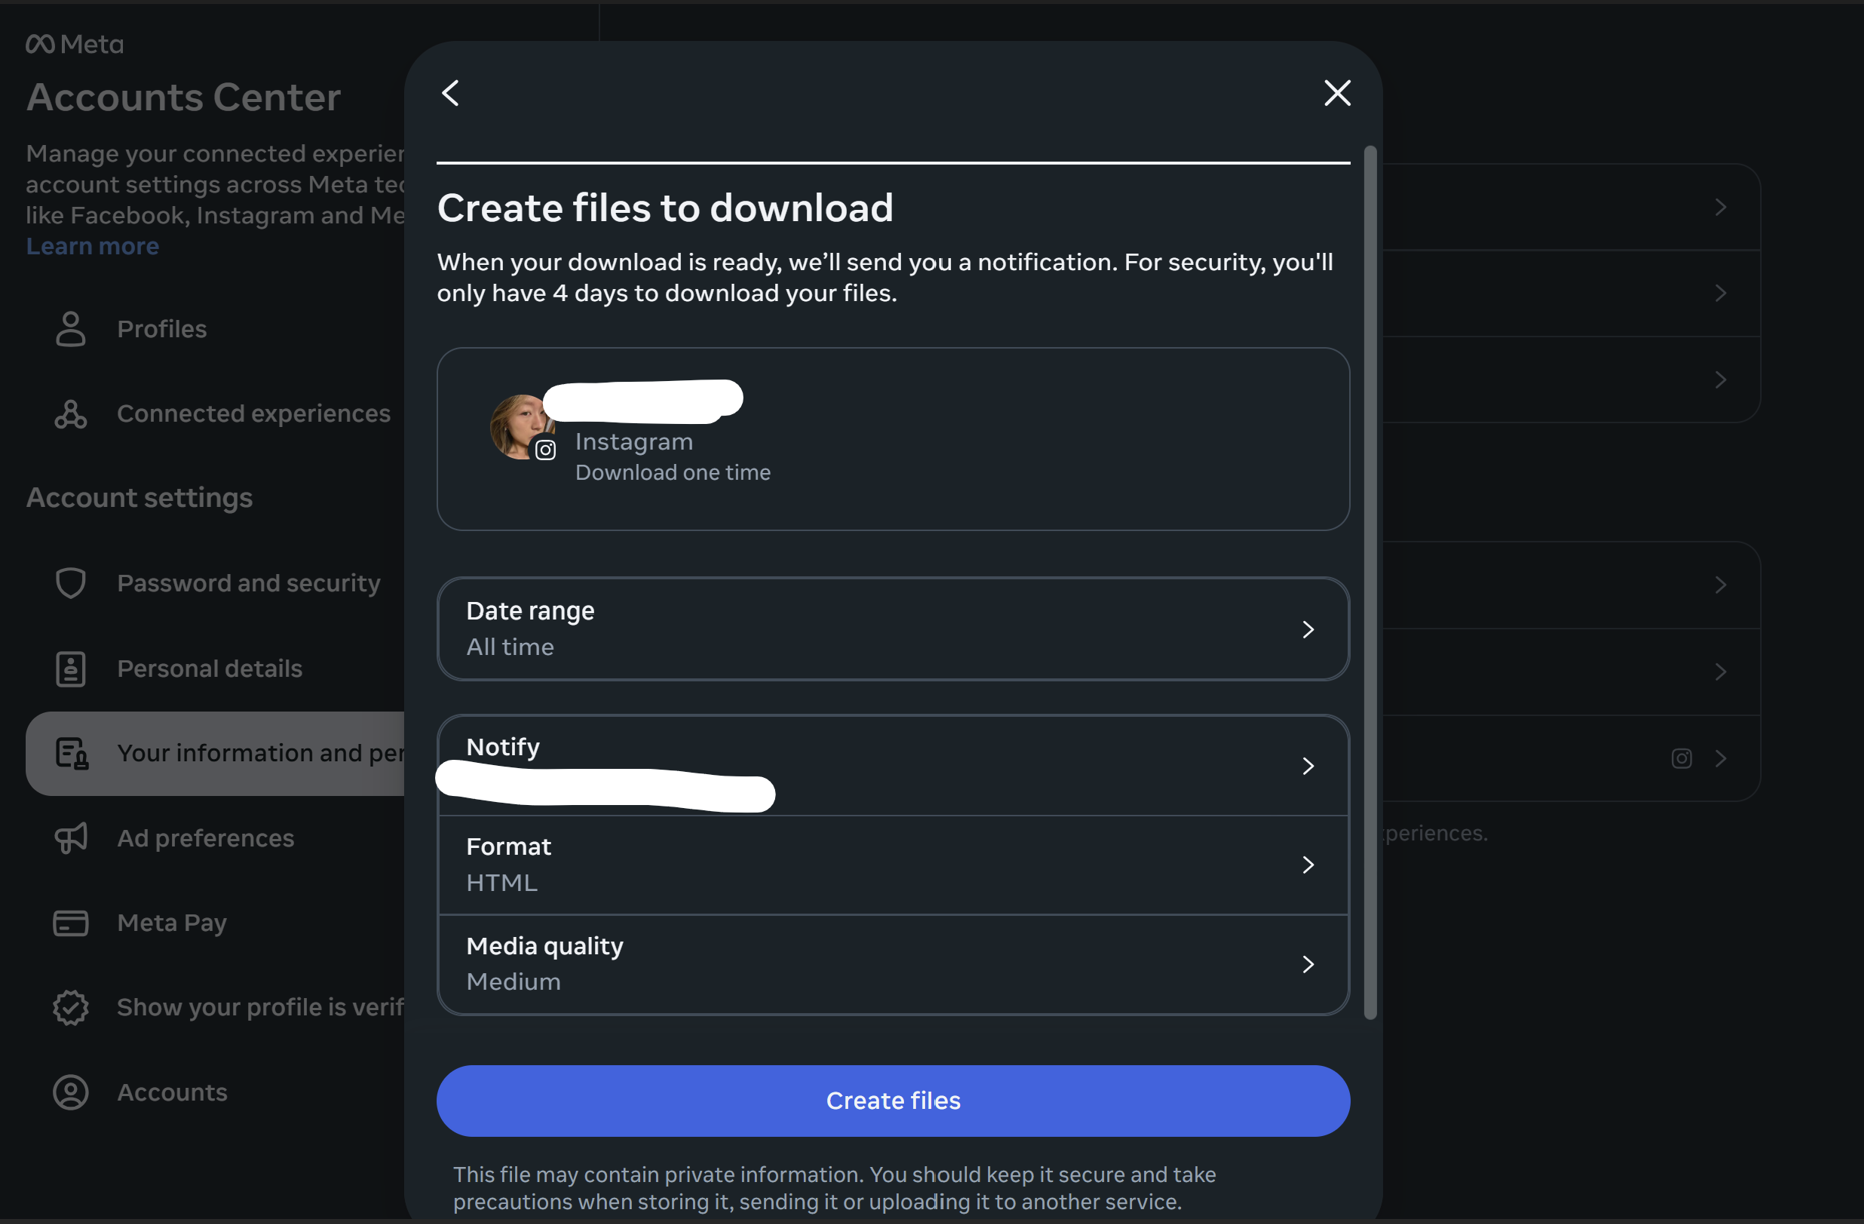 Meta
Accounts Center
Manage your connected experien
account settings across Meta tec
like Facebook, Instagram and Me
Learn more
Profiles
Connected experiences
Account settings
Password and security
Personal details
Your information and per
Ad preferences
Meta Pay
Show your profile is verif
Accounts
Create files to download
When your download is ready, we’ll send you a notification. For security, you'll
only have 4 days to download your files.
Instagram
Download one time
Date range
All time
Notify
Format
HTML
Media quality
Medium
Create files
This file may contain private information. You should keep it secure and take
precautions when storing it, sending it or uploading it to another service.
periences.